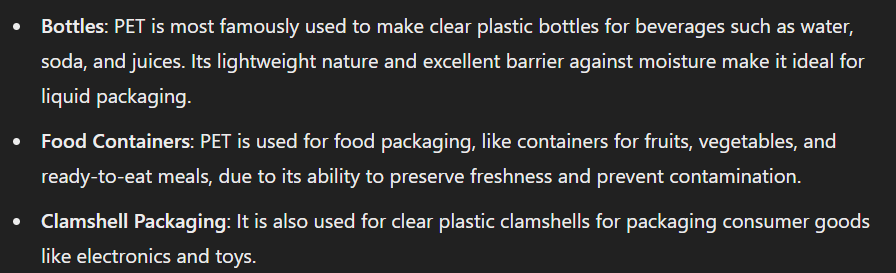 • Bottles: PET is most famously used to make clear plastic bottles for beverages such as water,
soda, and juices. Its lightweight nature and excellent barrier against moisture make it ideal for
liquid packaging.
• Food Containers: PET is used for food packaging, like containers for fruits, vegetables, and
ready-to-eat meals, due to its ability to preserve freshness and prevent contamination.
• Clamshell Packaging: It is also used for clear plastic clamshells for packaging consumer goods
like electronics and toys.